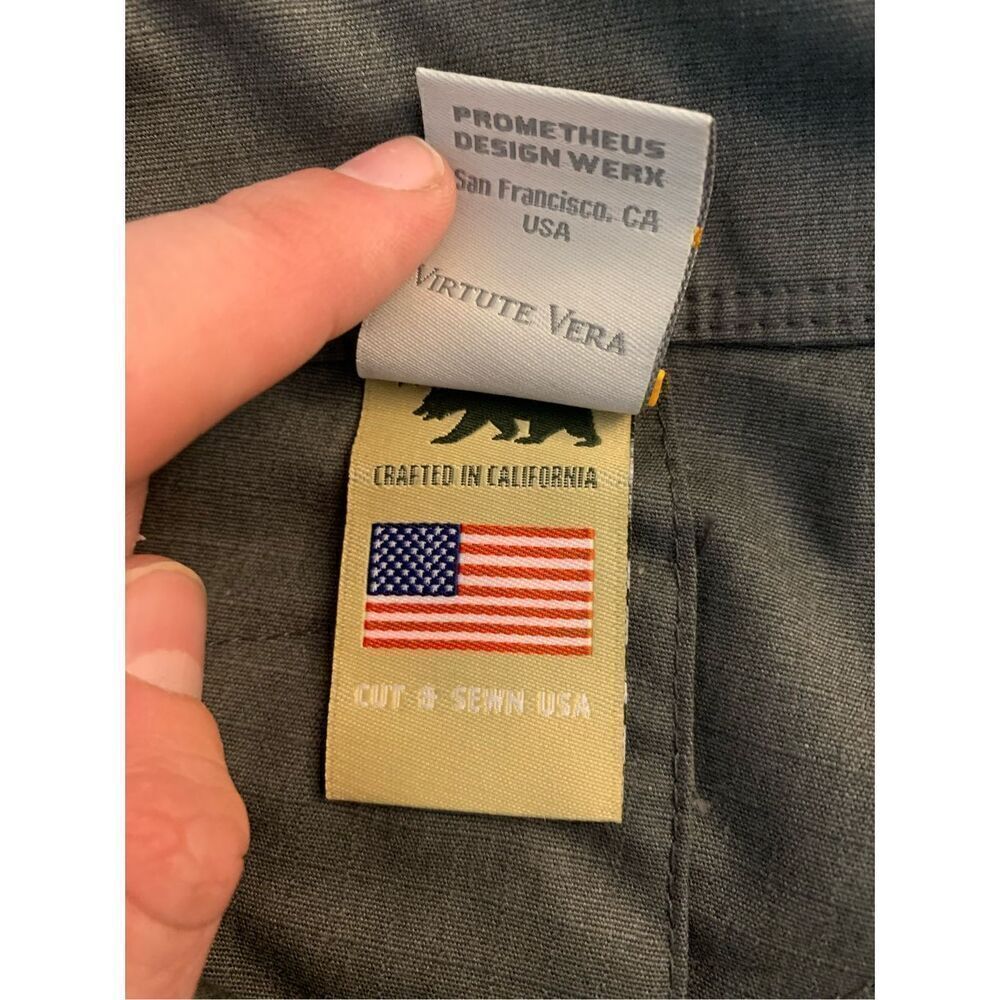 PROMETHEUS
DESIGN WERX
San Francisco, CA
USA
VIRTUTE VERA
CRAFTED IN CALIFORNIA
CUT & SEWN USA